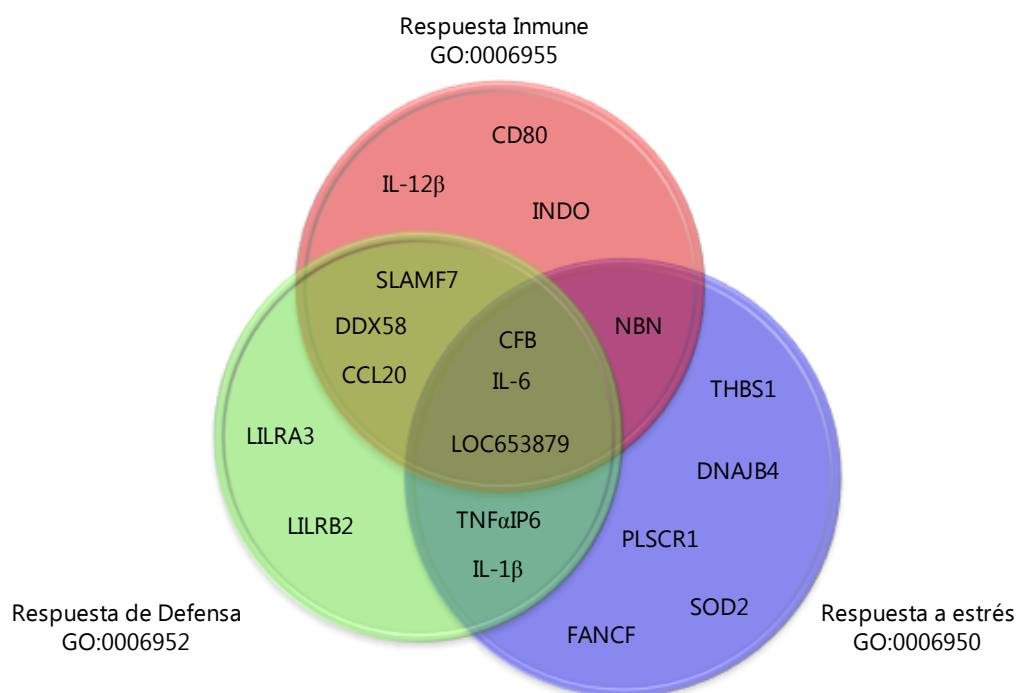 Respuesta Inmune
GO:0006955
CD80
IL-12β
INDO
SLAMF7
DDX58
NBN
CFB
CCL20
IL-6
THBS1
LILRA3
LOC653879
DNAJB4
LILRB2
TNFαIP6
PLSCR1
IL-1β
Respuesta de Defensa
GO:0006952
SOD2
FANCF
Respuesta a estrés
GO:0006950